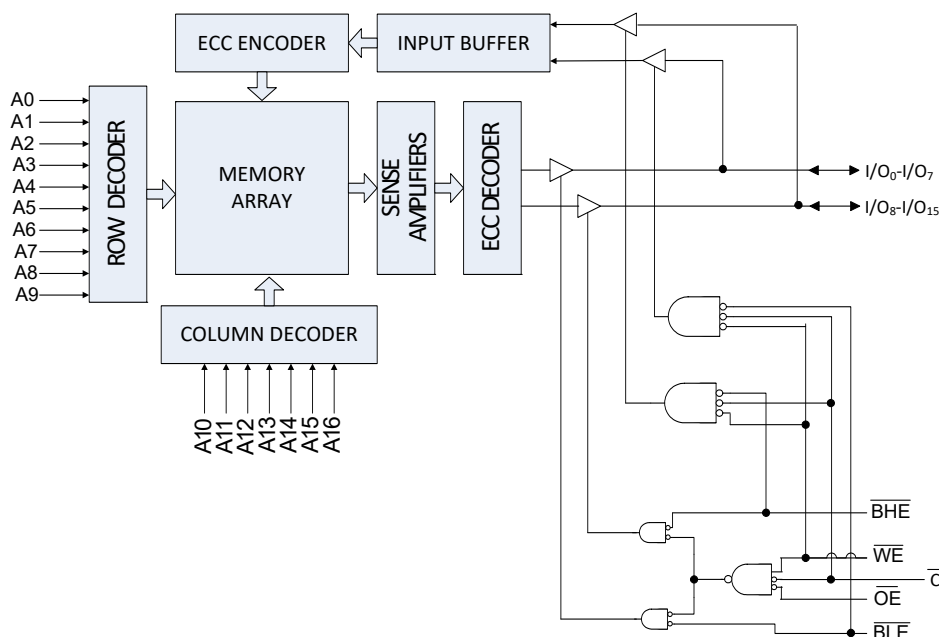 ECC ENCODER
INPUT BUFFER
A0
A1
A2
A3
A4
A5
A6
A7
A8
A9
ROW DECODER
MEMORY
ARRAY
SENSE
AMPLIFIERS
ECC DECODER
I/O₀-I/O₇
I/O₈-I/O₁₅
COLUMN DECODER
A10
A11
A12
A13
A14
A15
A16
BHE
WE
OE
BLE